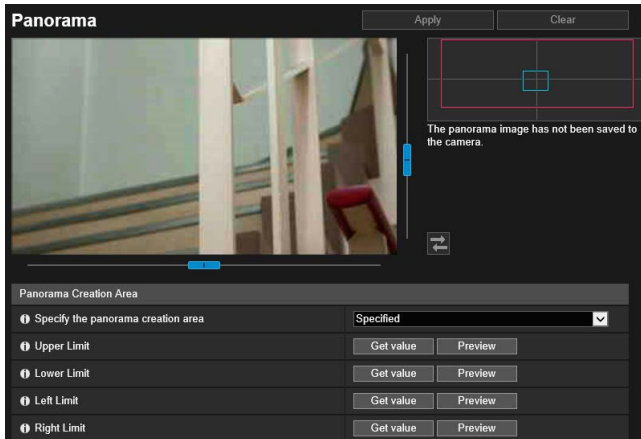 Panorama
Apply
Clear
The panorama image has not been saved to
the camera.
Panorama Creation Area
Specify the panorama creation area
Specified
Upper Limit
Get value
Preview
Lower Limit
Get value
Preview
Left Limit
Get value
Preview
Right Limit
Get value
Preview